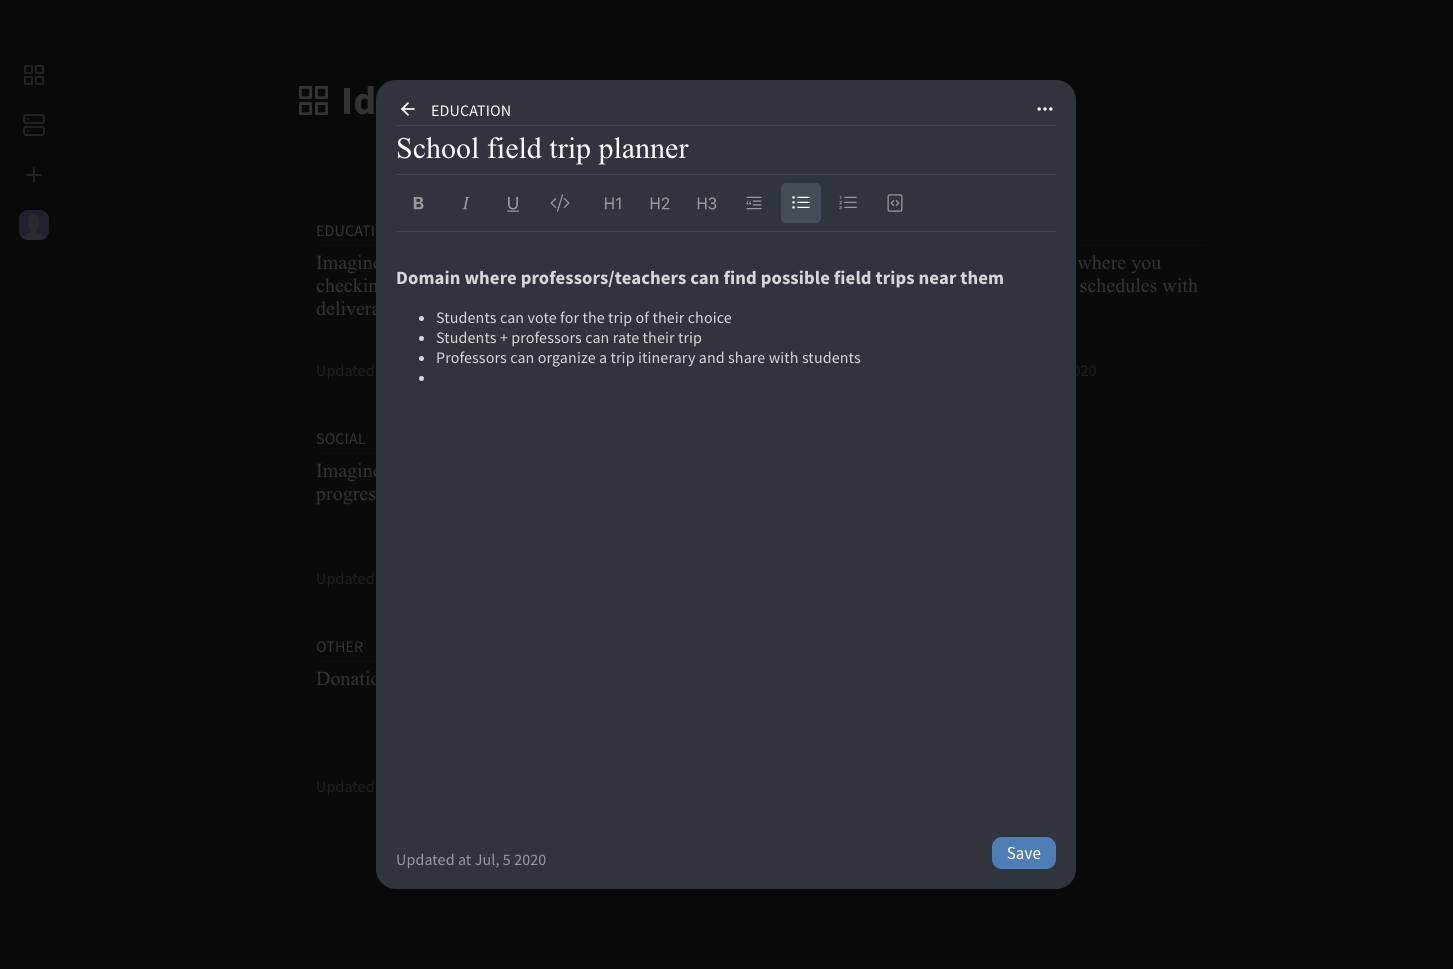 EDUCATION
School field trip planner
B I U </> H1 H2 H3
Domain where professors/teachers can find possible field trips near them
Students can vote for the trip of their choice
Students + professors can rate their trip
Professors can organize a trip itinerary and share with students
Updated at Jul, 5 2020
Save
Id
EDUCATI
Imagine
checkin
delivera
Updated
where you
schedules with
020
SOCIAL
Imagine
progres
Updated
OTHER
Donatio
Updated